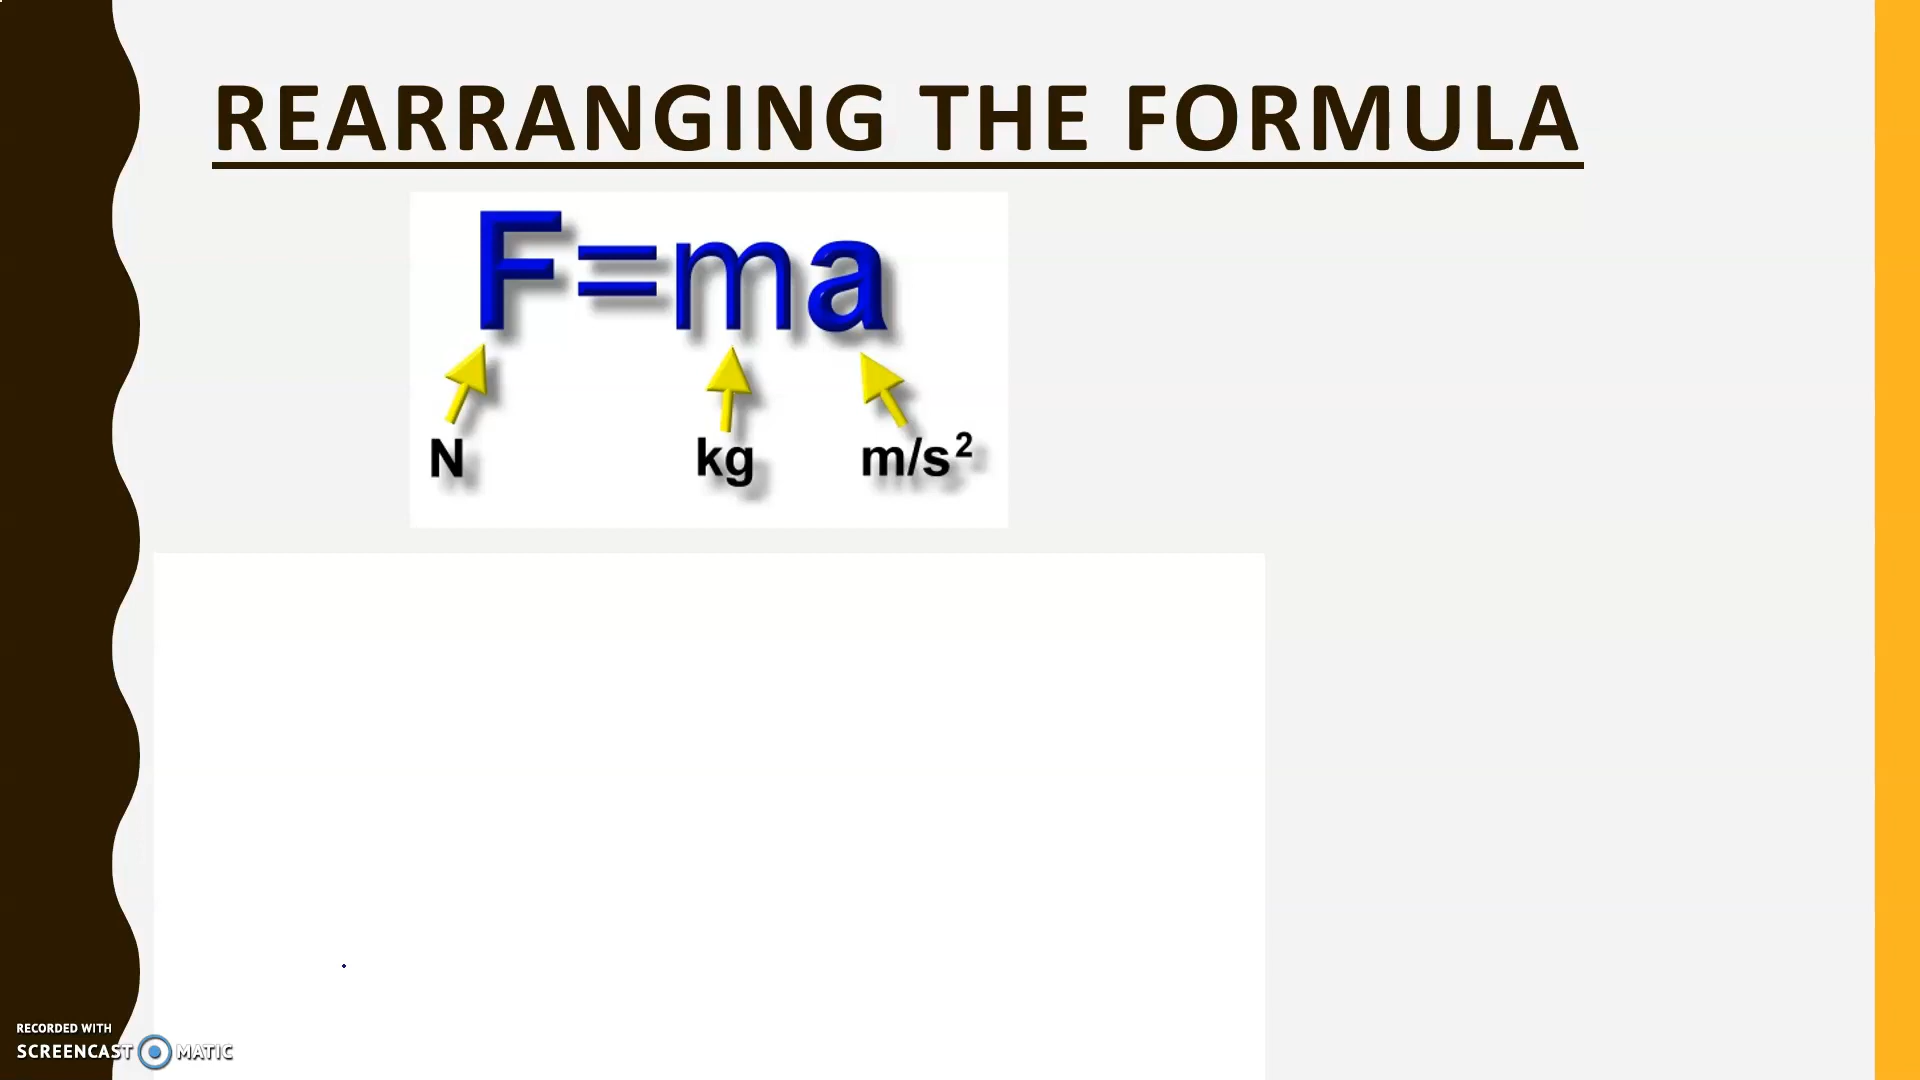 REARRANGING THE FORMULA
F=ma
N kg m/s²
RECORDED WITH
SCREENCAST MATIC